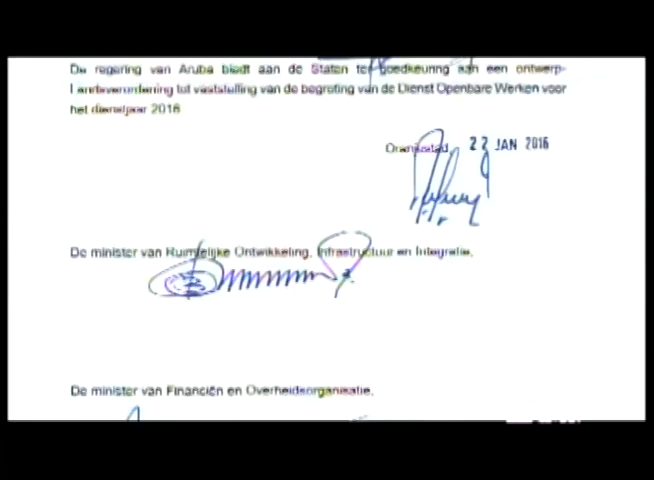 De regering van Aruba biedt aan de Staten ter goedkeuring aan een ontwerp-
Landsverordening tot vaststelling van de begroting van de Dienst Openbare Werken voor
het dienstjaar 2016
Oranjestad, 22 JAN 2016
De minister van Ruimtelijke Ontwikkeling, Infrastructuur en Integratie,
De minister van Financiën en Overheidsorganisatie,